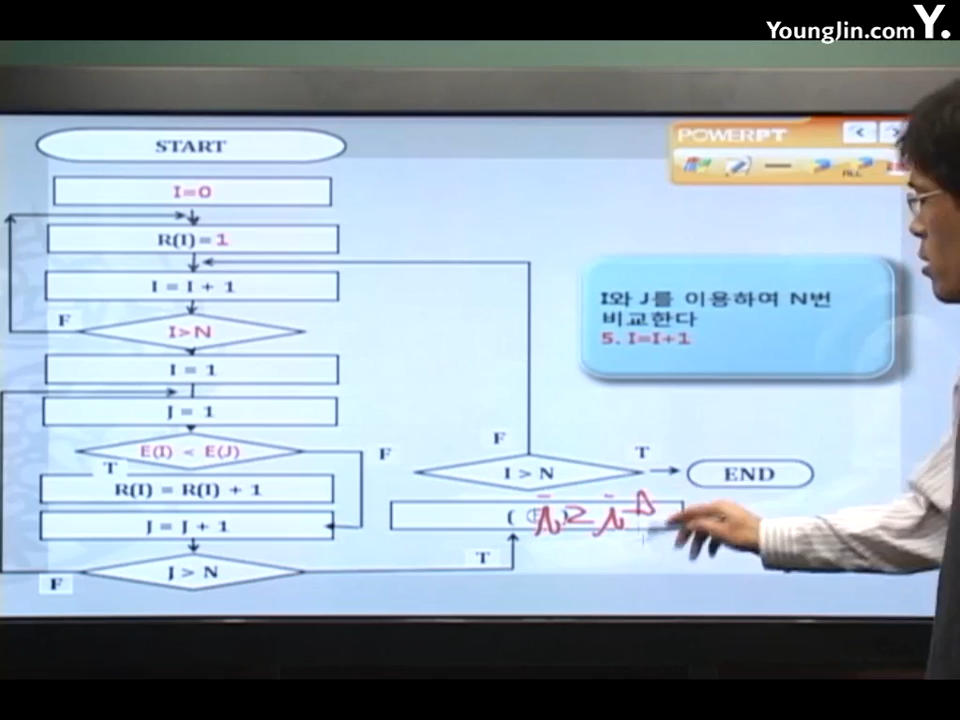 YoungJin.com Y.
START
POWERPT
I=0
R(I)= 1
I = I + 1
F
I>N
I = 1
J = 1
E(I) < E(J)
T
F
R(I) = R(I) + 1
J = J + 1
J > N
F
T
I와 J를 이용하여 N번
비교한다
5. I=I+1
F
I > N
T
END